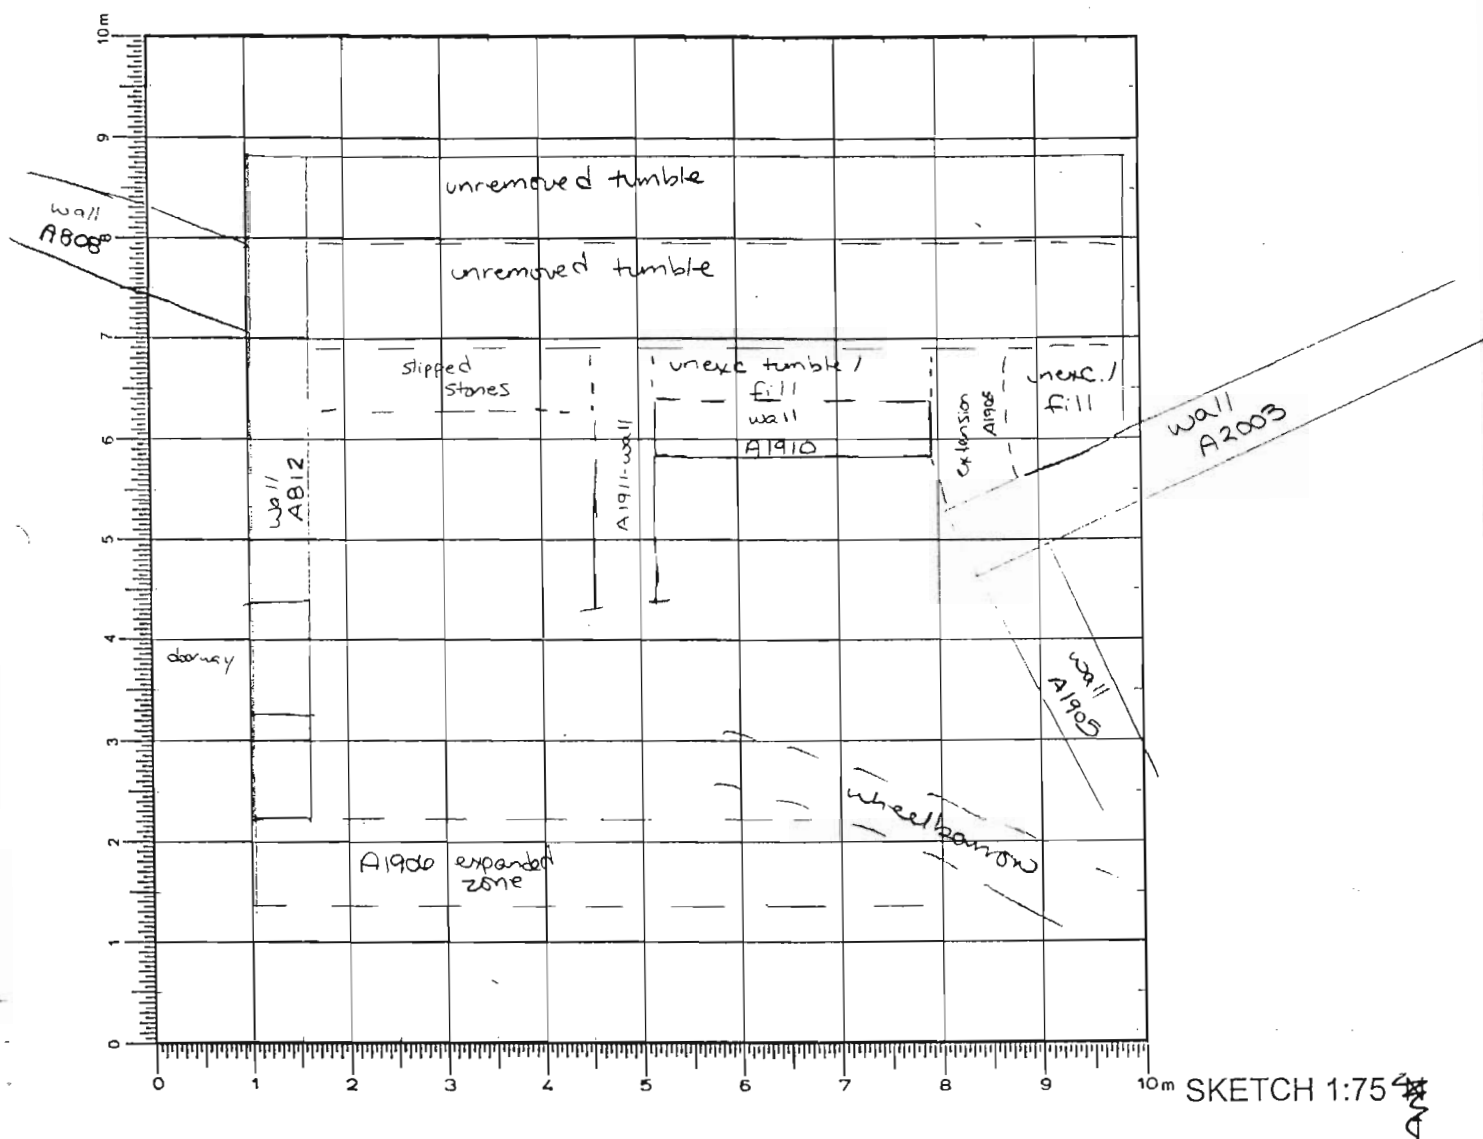 10m
9
unremoved tumble
wall
A808
8
unremoved tumble
7
slipped
stones
unexc tumble /
fill
unexc. /
fill
wall
A1910
extension
A1905
wall
A2003
6
wall
A812
A1911-wall
5
4
doorway
wall
A1905
3
wheelbarrow
2
A1906 expanded
zone
1
0
0 1 2 3 4 5 6 7 8 9 10m
SKETCH 1:75